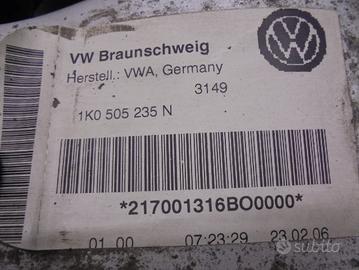 VW Braunschweig
Herstell.: VWA, Germany
3149
1K0 505 235 N
*217001316BO0000*
01 00 07:23:29 23.02.06
subito